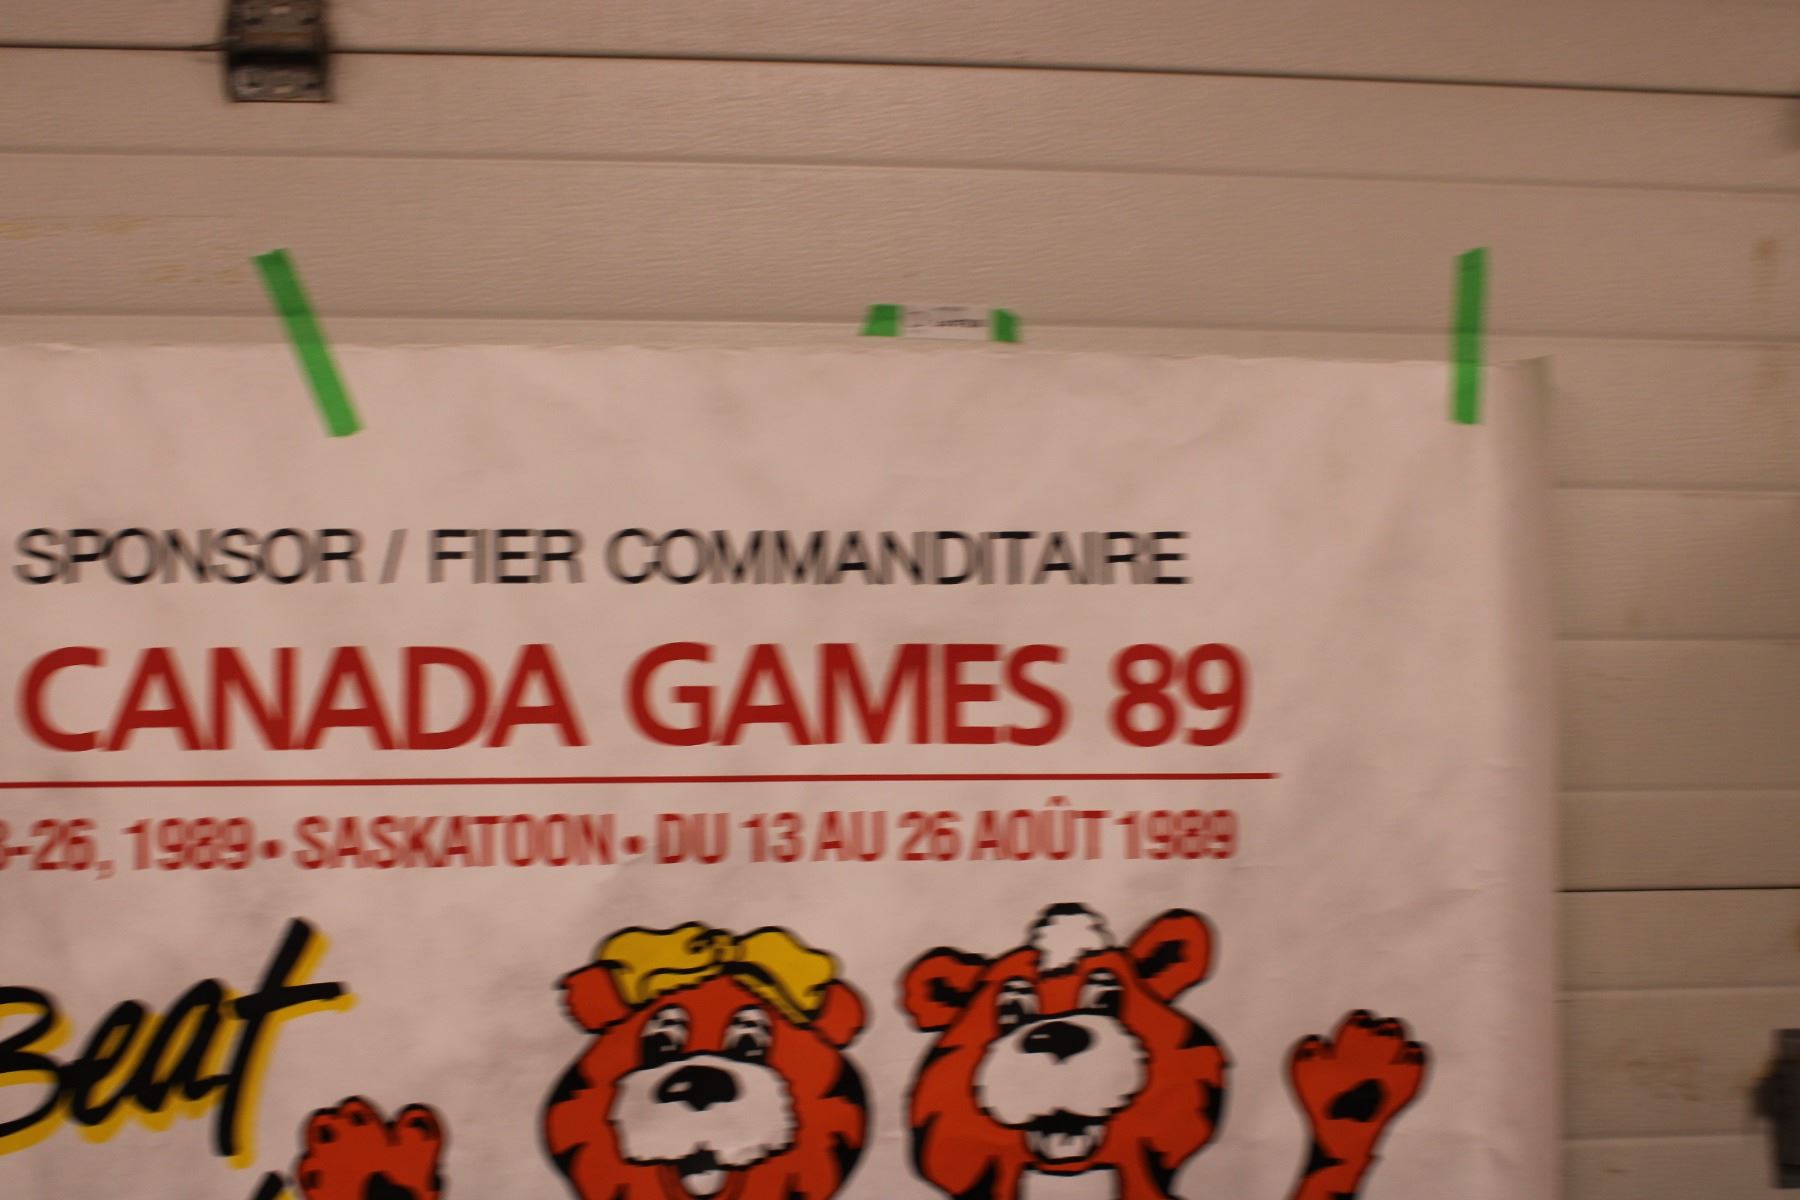 SPONSOR / FIER COMMANDITAIRE
CANADA GAMES 89
-26, 1989 • SASKATOON • DU 13 AU 26 AOÛT 1989
Beat